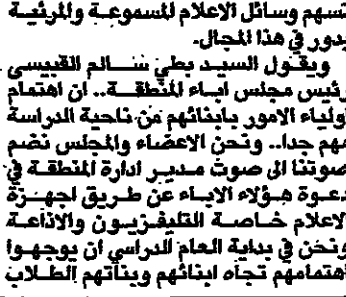 تسهم وسائل الاعلام المسموعة والمرئية
بدور في هذا المجال.
ويقول السيد بطي سالم القبيسي
رئيس مجلس اباء المنطقة.. ان اهتمام
اولياء الامور بابنائهم من ناحية الدراسة
مهم جدا.. ونحن الاعضاء والمجلس نضم
صوتنا الى صوت مدير ادارة المنطقة في
دعوة هؤلاء الاباء عن طريق اجهزة
الاعلام خاصة التليفزيون والاذاعة
ونحن في بداية العام الدراسي ان يوجهوا
اهتمامهم تجاه ابنائهم وبناتهم الطلاب